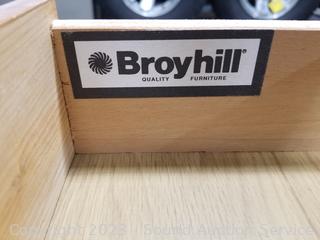 Broyhill
QUALITY FURNITURE
Copyright 2023 - Sound Auction Service